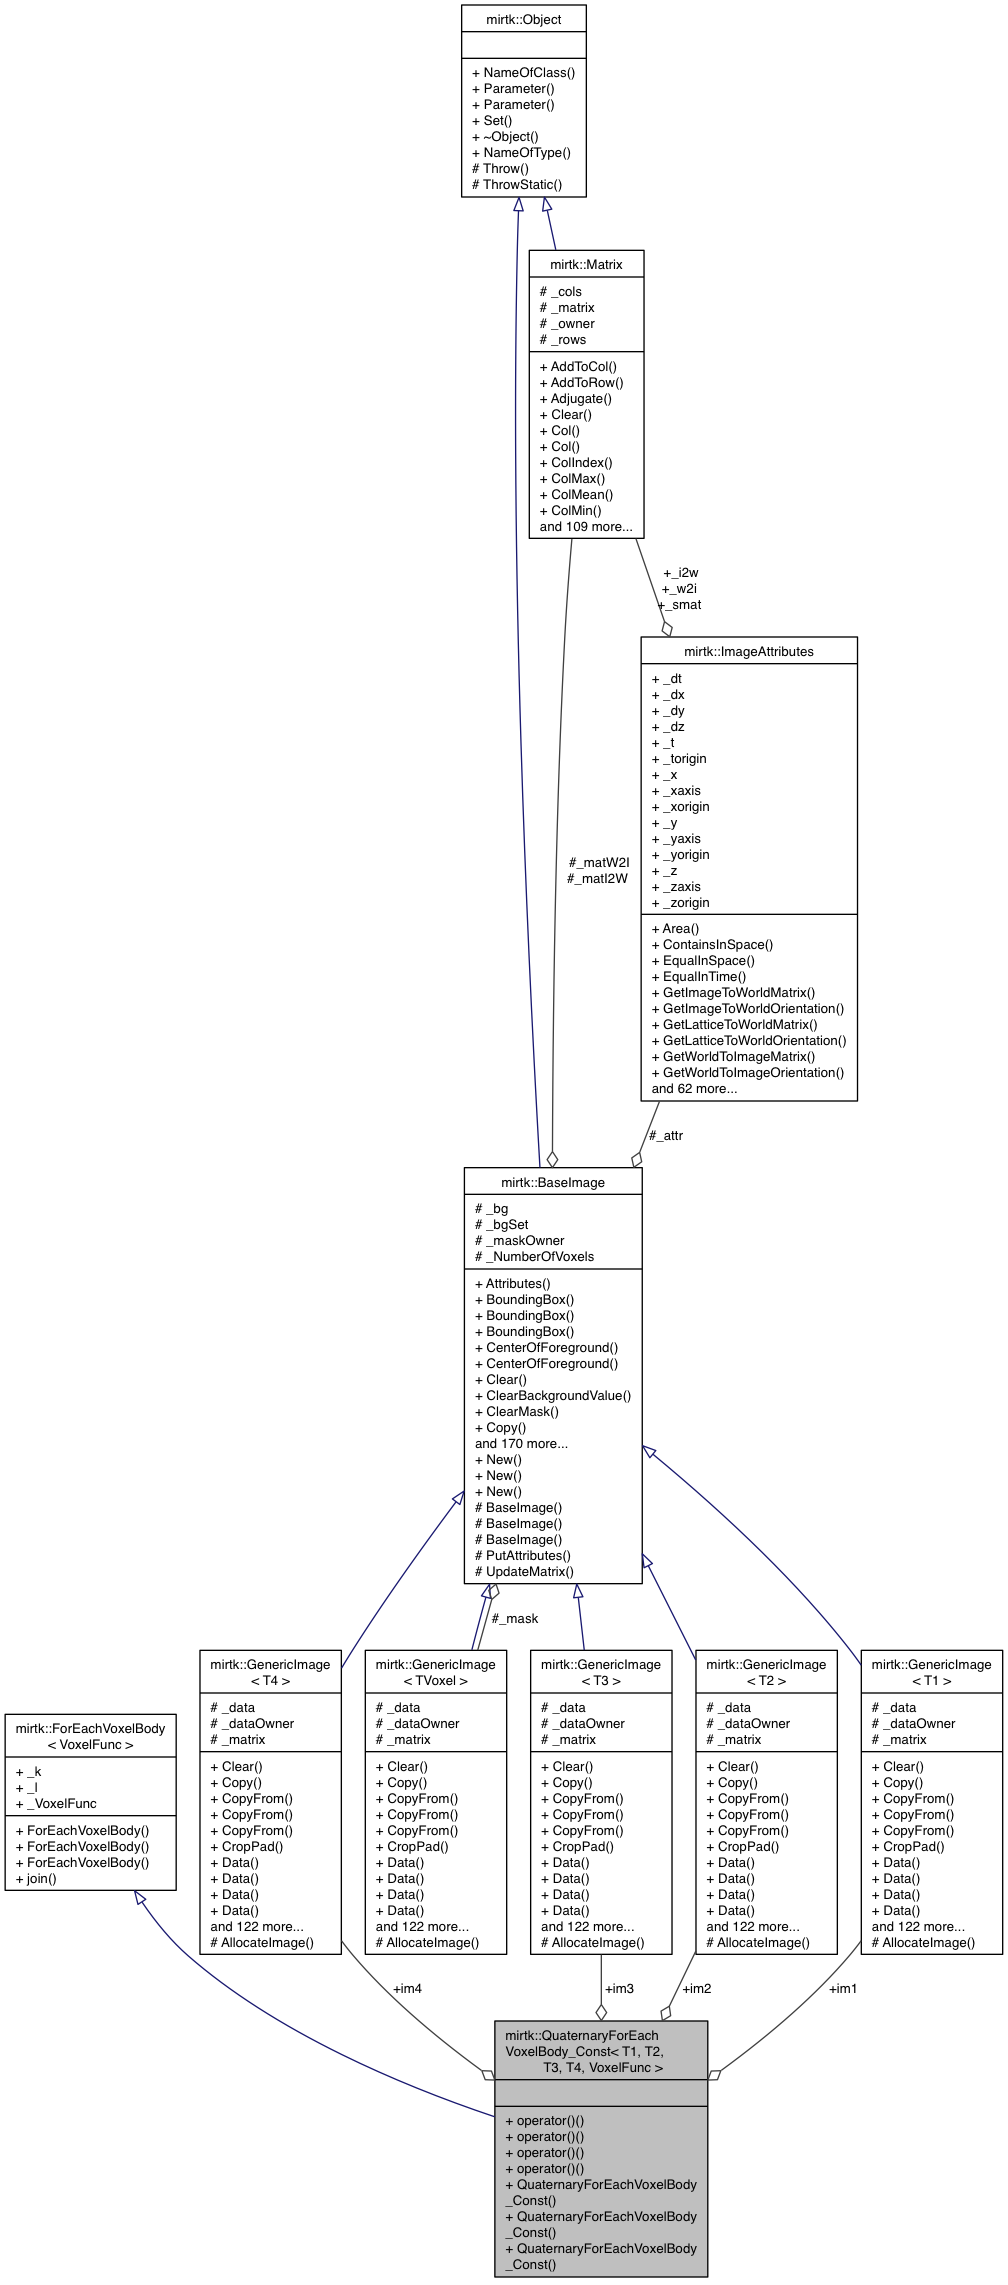 mirtk::Object
+ NameOfClass()
+ Parameter()
+ Parameter()
+ Set()
+ ~Object()
+ NameOfType()
# Throw()
# ThrowStatic()
mirtk::Matrix
# _cols
# _matrix
# _owner
# _rows
+ AddToCol()
+ AddToRow()
+ Adjugate()
+ Clear()
+ Col()
+ Col()
+ ColIndex()
+ ColMax()
+ ColMean()
+ ColMin()
and 109 more...
+_i2w
+_w2i
+_smat
mirtk::ImageAttributes
+ _dt
+ _dx
+ _dy
+ _dz
+ _t
+ _torigin
+ _x
+ _xaxis
+ _xorigin
+ _y
+ _yaxis
+ _yorigin
+ _z
+ _zaxis
+ _zorigin
+ Area()
+ ContainsInSpace()
+ EqualInSpace()
+ EqualInTime()
+ GetImageToWorldMatrix()
+ GetImageToWorldOrientation()
+ GetLatticeToWorldMatrix()
+ GetLatticeToWorldOrientation()
+ GetWorldToImageMatrix()
+ GetWorldToImageOrientation()
and 62 more...
#_matW2I
#_matI2W
#_attr
mirtk::BaseImage
# _bg
# _bgSet
# _maskOwner
# _NumberOfVoxels
+ Attributes()
+ BoundingBox()
+ BoundingBox()
+ BoundingBox()
+ CenterOfForeground()
+ CenterOfForeground()
+ Clear()
+ ClearBackgroundValue()
+ ClearMask()
+ Copy()
and 170 more...
+ New()
+ New()
+ New()
# BaseImage()
# BaseImage()
# BaseImage()
# PutAttributes()
# UpdateMatrix()
#_mask
mirtk::ForEachVoxelBody
< VoxelFunc >
+ _k
+ _l
+ _VoxelFunc
+ ForEachVoxelBody()
+ ForEachVoxelBody()
+ ForEachVoxelBody()
+ join()
mirtk::GenericImage
< T4 >
# _data
# _dataOwner
# _matrix
+ Clear()
+ Copy()
+ CopyFrom()
+ CopyFrom()
+ CopyFrom()
+ CropPad()
+ Data()
+ Data()
+ Data()
+ Data()
and 122 more...
# AllocateImage()
mirtk::GenericImage
< TVoxel >
# _data
# _dataOwner
# _matrix
+ Clear()
+ Copy()
+ CopyFrom()
+ CopyFrom()
+ CopyFrom()
+ CropPad()
+ Data()
+ Data()
+ Data()
+ Data()
and 122 more...
# AllocateImage()
mirtk::GenericImage
< T3 >
# _data
# _dataOwner
# _matrix
+ Clear()
+ Copy()
+ CopyFrom()
+ CopyFrom()
+ CopyFrom()
+ CropPad()
+ Data()
+ Data()
+ Data()
+ Data()
and 122 more...
# AllocateImage()
mirtk::GenericImage
< T2 >
# _data
# _dataOwner
# _matrix
+ Clear()
+ Copy()
+ CopyFrom()
+ CopyFrom()
+ CopyFrom()
+ CropPad()
+ Data()
+ Data()
+ Data()
+ Data()
and 122 more...
# AllocateImage()
mirtk::GenericImage
< T1 >
# _data
# _dataOwner
# _matrix
+ Clear()
+ Copy()
+ CopyFrom()
+ CopyFrom()
+ CopyFrom()
+ CropPad()
+ Data()
+ Data()
+ Data()
+ Data()
and 122 more...
# AllocateImage()
+im4
+im3
+im2
+im1
mirtk::QuaternaryForEach
VoxelBody_Const< T1, T2,
T3, T4, VoxelFunc >
+ operator()()
+ operator()()
+ operator()()
+ operator()()
+ QuaternaryForEachVoxelBody
_Const()
+ QuaternaryForEachVoxelBody
_Const()
+ QuaternaryForEachVoxelBody
_Const()